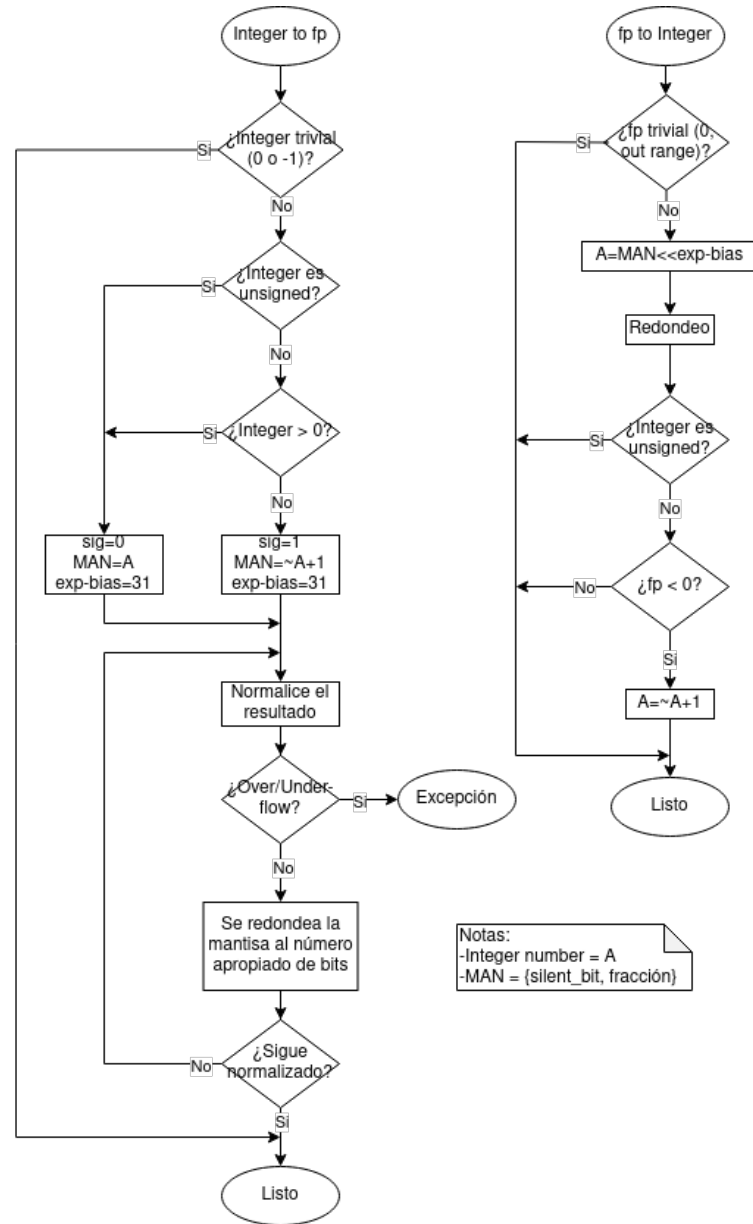 Integer to fp
¿Integer trivial
(0 o -1)?
Si
No
¿Integer es
unsigned?
Si
No
¿Integer > 0?
Si
No
sig=0
MAN=A
exp-bias=31
sig=1
MAN=~A+1
exp-bias=31
Normalice el
resultado
¿Over/Under-
flow?
Si
Excepción
No
Se redondea la
mantisa al número
apropiado de bits
¿Sigue
normalizado?
No
Si
Listo
fp to Integer
¿fp trivial (0,
out range)?
Si
No
A=MAN<<exp-bias
Redondeo
¿Integer es
unsigned?
Si
No
¿fp < 0?
No
Si
A=~A+1
Listo
Notas:
-Integer number = A
-MAN = {silent_bit, fracción}